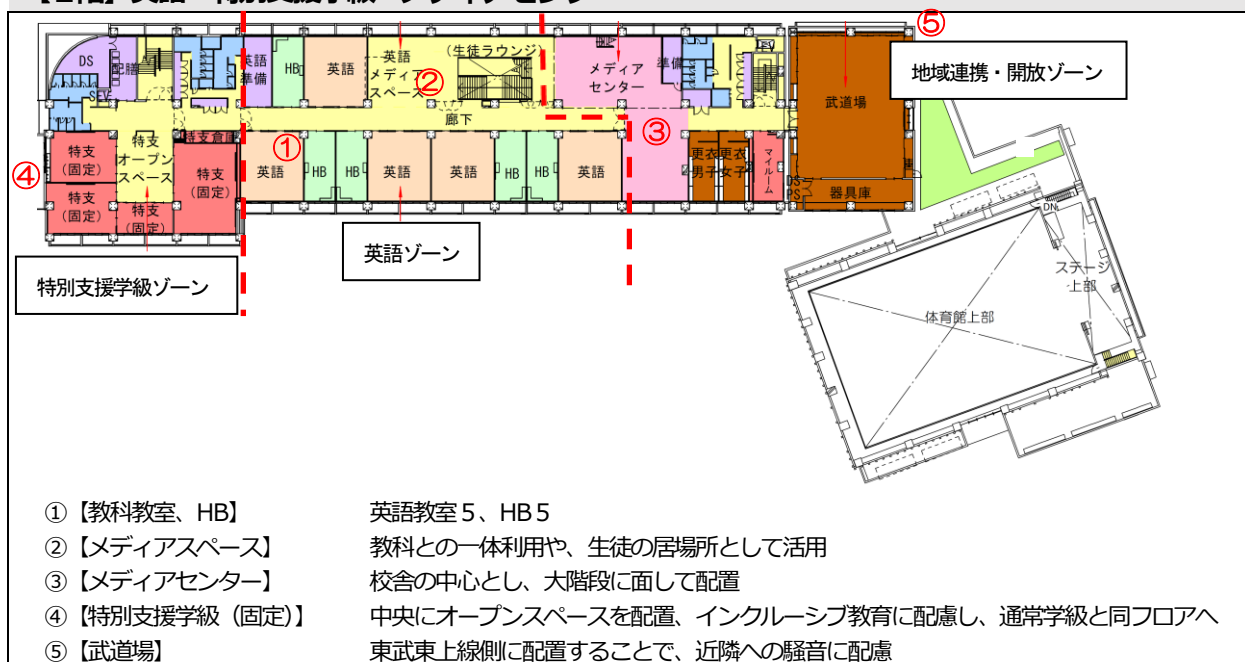 DS
配膳
SEV
英語
準備
HB
英語
英語
メディア
スペース
②
(生徒ラウンジ)
メディア
センター
準備
EV
⑤
地域連携・開放ゾーン
武道場
廊下
特支
オープン
スペース
特支倉庫
①
③
④
特支
(固定)
特支
(固定)
特支
(固定)
特支
(固定)
英語
HB
HB
英語
英語
HB
HB
英語
更衣
男子
更衣
女子
マイルーム
DS
PS
器具庫
DN
ステージ
上部
体育館上部
特別支援学級ゾーン
英語ゾーン
①【教科教室、HB】 英語教室5、HB5
②【メディアスペース】 教科との一体利用や、生徒の居場所として活用
③【メディアセンター】 校舎の中心とし、大階段に面して配置
④【特別支援学級(固定)】 中央にオープンスペースを配置、インクルーシブ教育に配慮し、通常学級と同フロアへ
⑤【武道場】 東武東上線側に配置することで、近隣への騒音に配慮